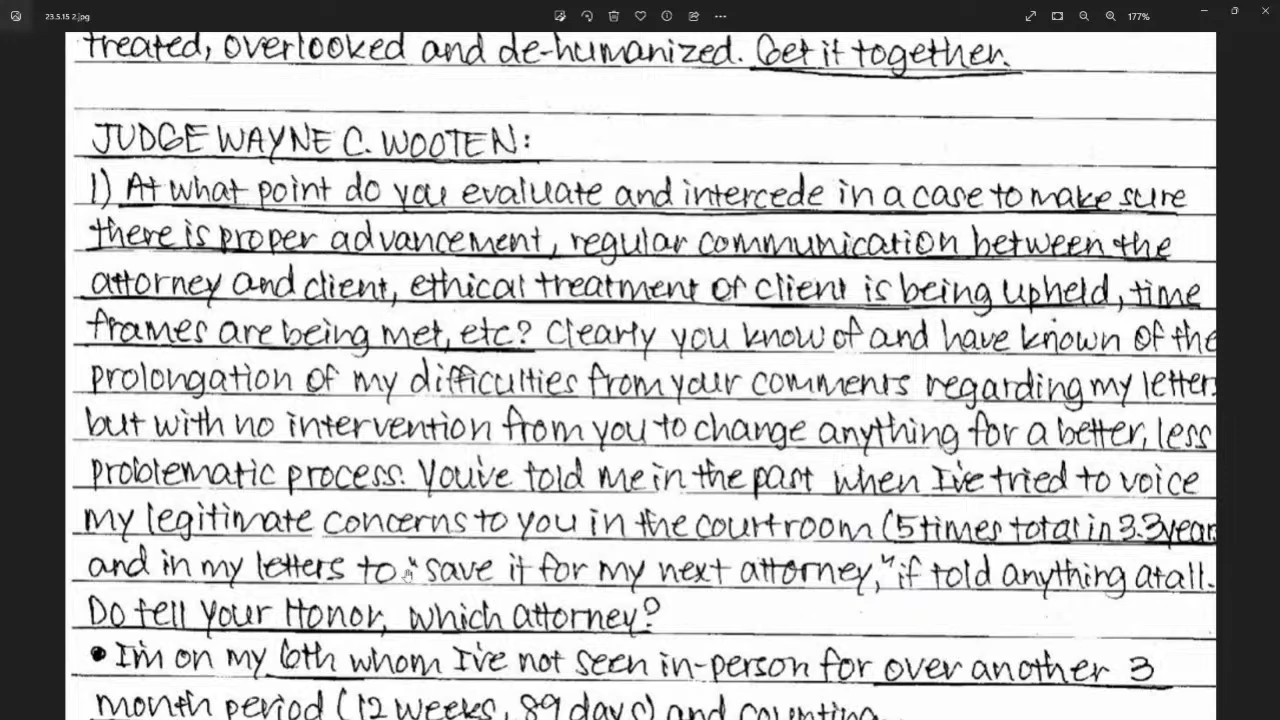 23.5.15 2.jpg
177%
treated, overlooked and de-humanized. Get it together.
JUDGE WAYNE C. WOOTEN:
1) At what point do you evaluate and intercede in a case to make sure
there is proper advancement, regular communication between the
attorney and client, ethical treatment of client is being upheld, time
frames are being met, etc? Clearly you know of and have known of the
prolongation of my difficulties from your comments regarding my letters
but with no intervention from you to change anything for a better, less
problematic process. You've told me in the past when I've tried to voice
my legitimate concerns to you in the courtroom (5 times total in 3.3 year
and in my letters to "save it for my next attorney," if told anything at all.
Do tell your Honor, which attorney?
• I'm on my 6th whom I've not seen in-person for over another 3
month period (12 weeks, 89 days) and counting.